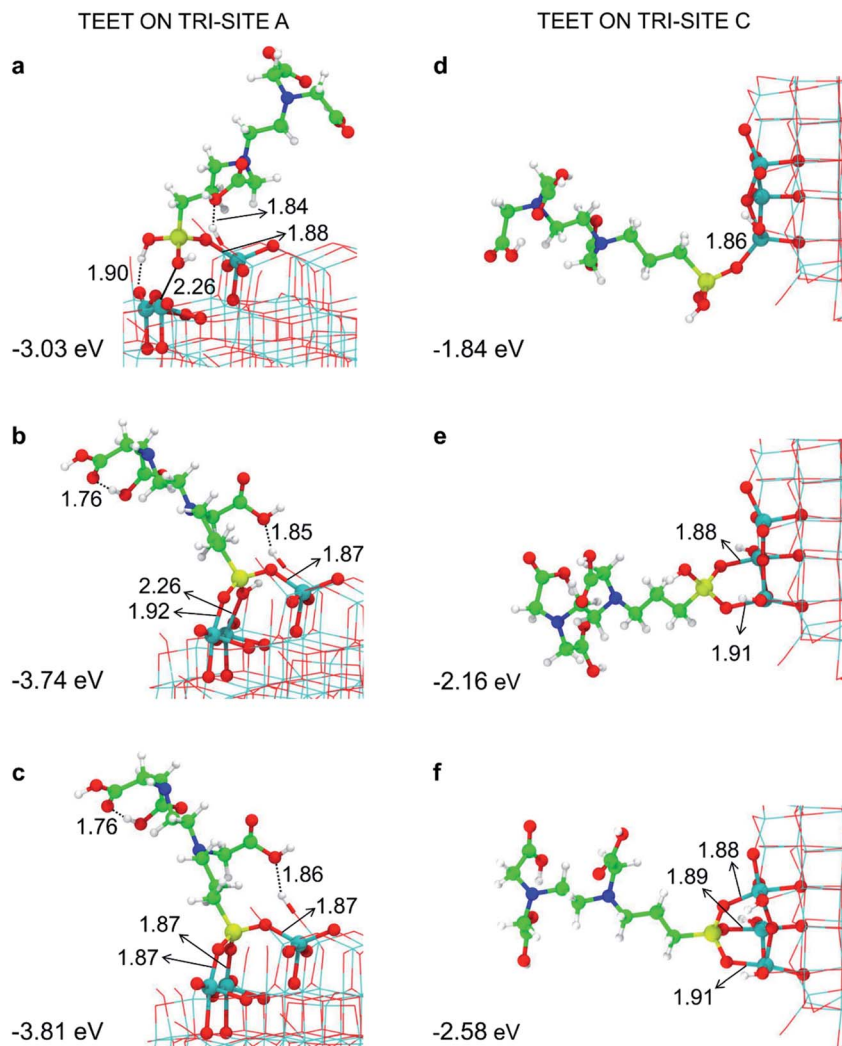 TEET ON TRI-SITE A
TEET ON TRI-SITE C
a
1.84
1.88
1.90
2.26
-3.03 eV
d
1.86
-1.84 eV
b
1.76
1.85
1.87
2.26
1.92
-3.74 eV
e
1.88
1.91
-2.16 eV
c
1.76
1.86
1.87
1.87
1.87
-3.81 eV
f
1.88
1.89
1.91
-2.58 eV